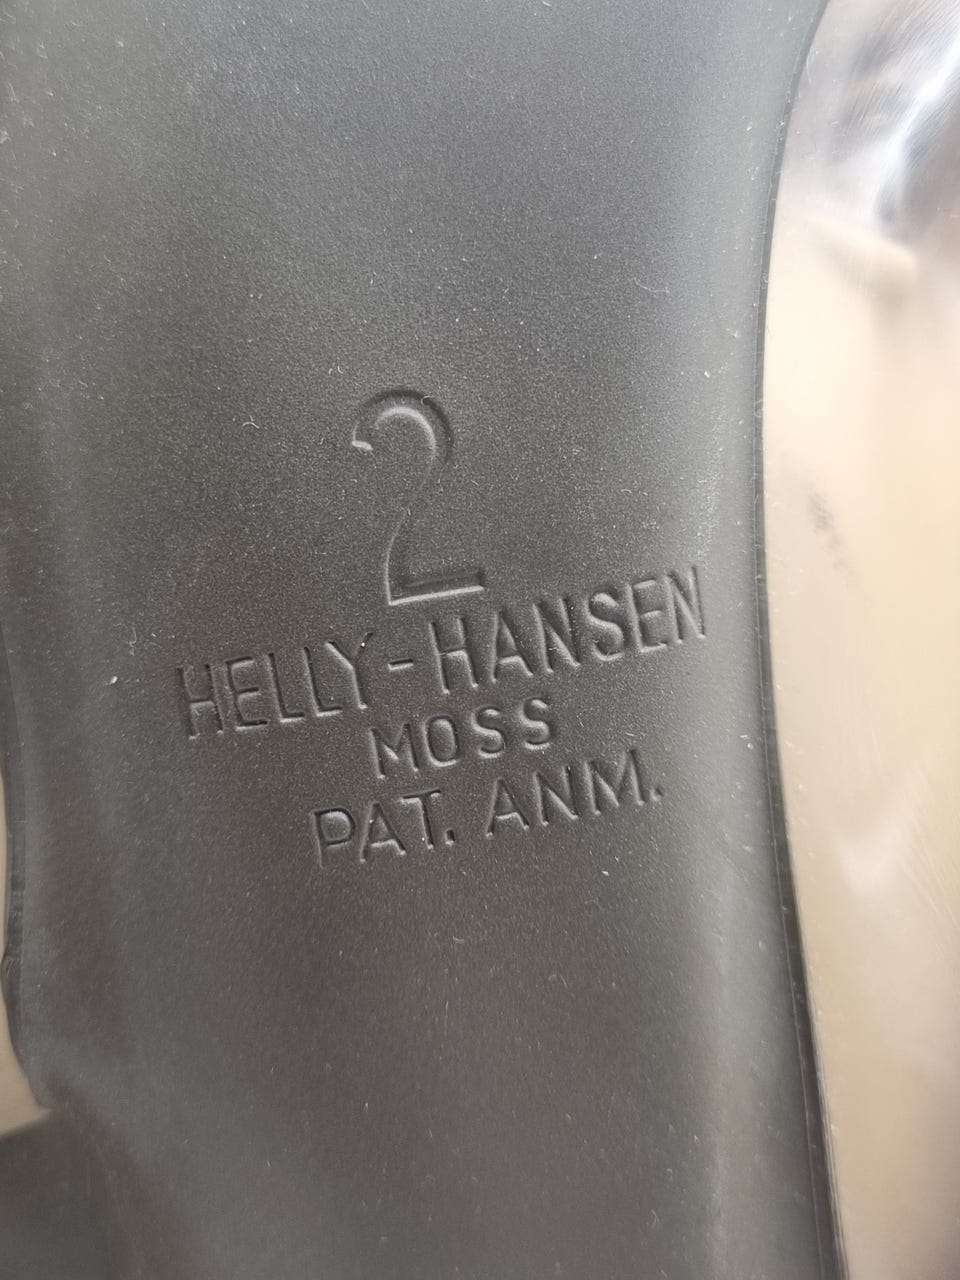 2
HELLY-HANSEN
MOSS
PAT. ANM.